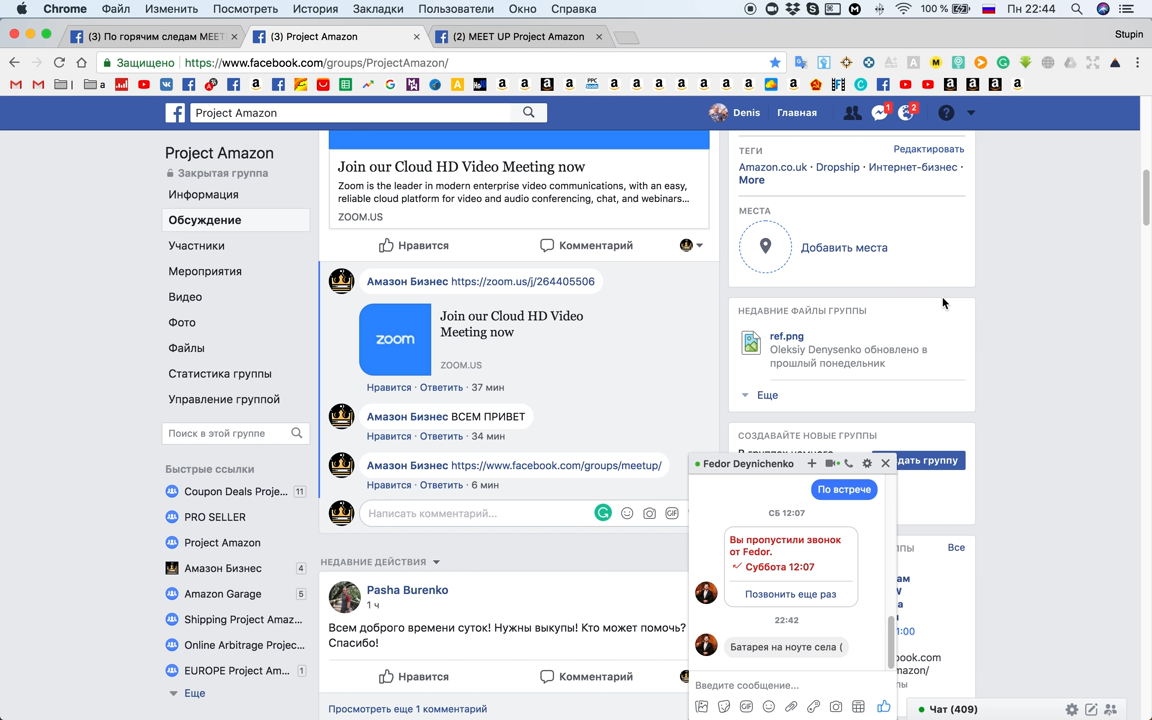 Chrome Файл Изменить Посмотреть История Закладки Пользователи Окно Справка 100 % Пн 22:44
(3) По горячим следам MEET
(3) Project Amazon
(2) MEET UP Project Amazon
Stupin
Защищено https://www.facebook.com/groups/ProjectAmazon/
Project Amazon
Denis Главная 1 2
Project Amazon
Закрытая группа
Информация
Обсуждение
Участники
Мероприятия
Видео
Фото
Файлы
Статистика группы
Управление группой
Поиск в этой группе
Быстрые ссылки
Coupon Deals Proje... 11
PRO SELLER
Project Amazon
Амазон Бизнес 4
Amazon Garage 5
Shipping Project Amaz...
Online Arbitrage Projec...
EUROPE Project Am... 1
Еще
Join our Cloud HD Video Meeting now
Zoom is the leader in modern enterprise video communications, with an easy,
reliable cloud platform for video and audio conferencing, chat, and webinars...
ZOOM.US
Нравится Комментарий
Амазон Бизнес https://zoom.us/j/264405506
zoom
Join our Cloud HD Video
Meeting now
ZOOM.US
Нравится · Ответить · 37 мин
Амазон Бизнес ВСЕМ ПРИВЕТ
Нравится · Ответить · 34 мин
Амазон Бизнес https://www.facebook.com/groups/meetup/
Нравится · Ответить · 6 мин
Написать комментарий...
GIF
НЕДАВНИЕ ДЕЙСТВИЯ
Pasha Burenko
1 ч
Всем доброго времени суток! Нужны выкупы! Кто может помочь?
Спасибо!
Нравится Комментарий
Просмотреть еще 1 комментарий
ТЕГИ Редактировать
Amazon.co.uk · Dropship · Интернет-бизнес ·
More
МЕСТА
Добавить места
НЕДАВНИЕ ФАЙЛЫ ГРУППЫ
ref.png
Oleksiy Denysenko обновлено в
прошлый понедельник
Еще
СОЗДАВАЙТЕ НОВЫЕ ГРУППЫ
дать группу
Все
Fedor Deynichenko
По встрече
СБ 12:07
Вы пропустили звонок
от Fedor.
Суббота 12:07
Позвонить еще раз
22:42
Батарея на ноуте села (
Введите сообщение...
GIF
Чат (409)